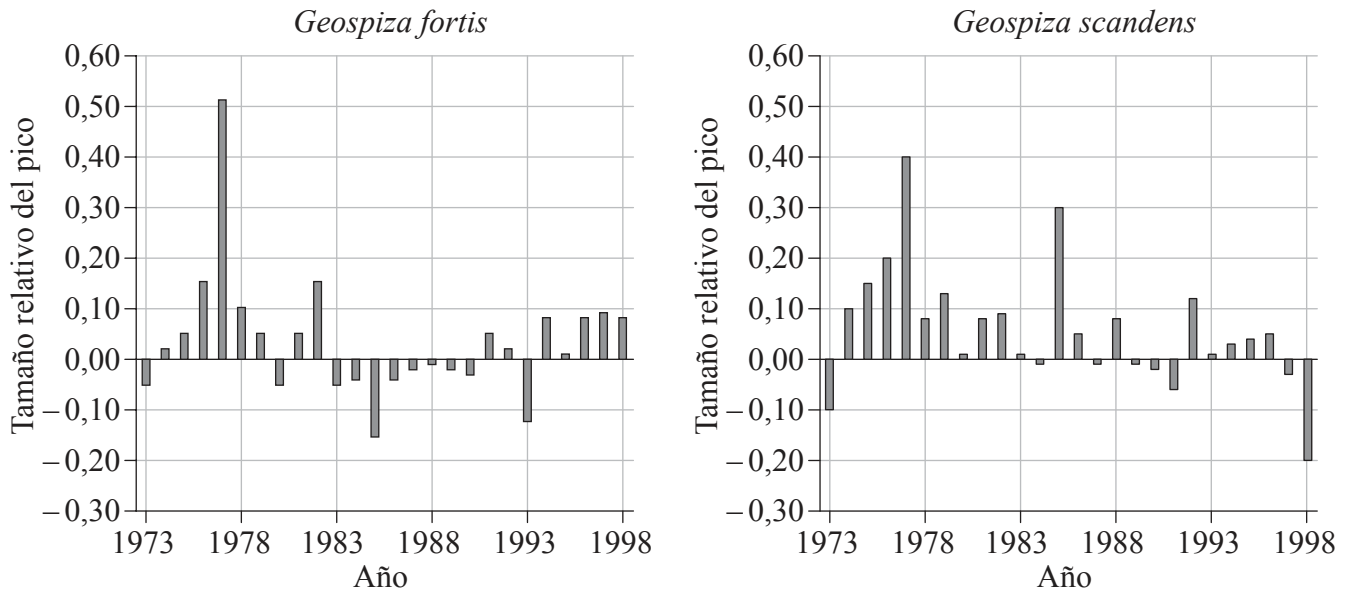 Geospiza fortis
0,60
0,50
0,40
0,30
0,20
0,10
0,00
–0,10
–0,20
–0,30
Tamaño relativo del pico
1973 1978 1983 1988 1993 1998
Año
Geospiza scandens
0,60
0,50
0,40
0,30
0,20
0,10
0,00
–0,10
–0,20
–0,30
Tamaño relativo del pico
1973 1978 1983 1988 1993 1998
Año